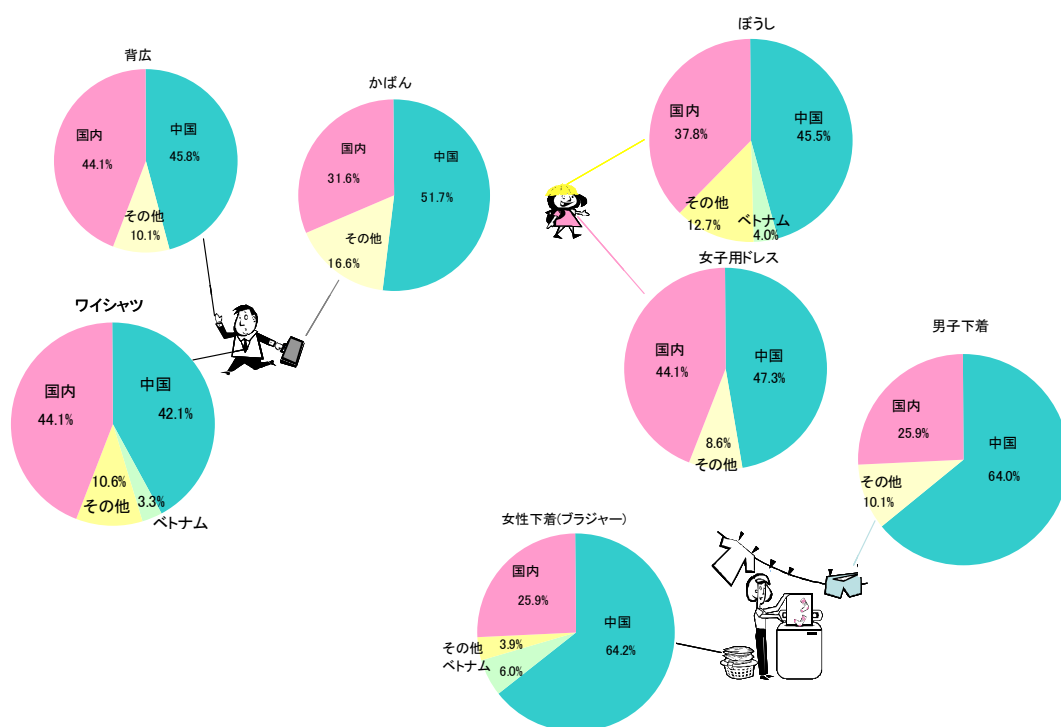 背広
国内
44.1%
中国
45.8%
その他
10.1%
かばん
国内
31.6%
中国
51.7%
その他
16.6%
ぼうし
国内
37.8%
中国
45.5%
その他
12.7%
ベトナム
4.0%
ワイシャツ
国内
44.1%
中国
42.1%
10.6%
その他
3.3%
ベトナム
女子用ドレス
国内
44.1%
中国
47.3%
8.6%
その他
男子下着
国内
25.9%
中国
64.0%
その他
10.1%
女性下着(ブラジャー)
国内
25.9%
中国
64.2%
その他
3.9%
ベトナム
6.0%